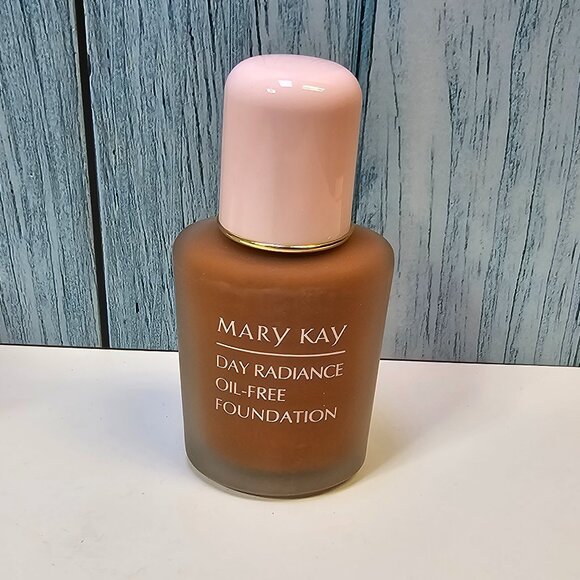 MARY KAY
DAY RADIANCE
OIL-FREE
FOUNDATION